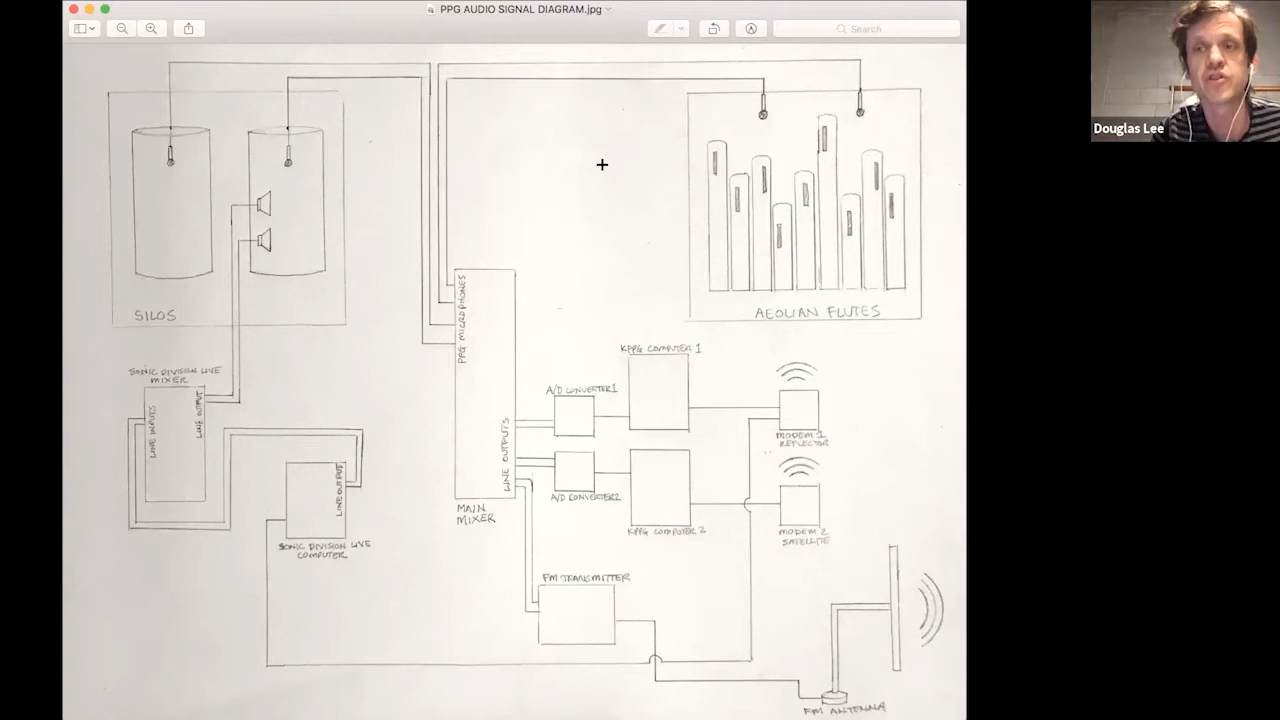 PPG AUDIO SIGNAL DIAGRAM.jpg
Search
Douglas Lee
SILOS
AEOLIAN FLUTES
PPG MICROPHONES
LINE OUTPUTS
MAIN
MIXER
SONIC DIVISION LIVE
MIXER
LINE INPUTS
LINE OUTPUT
LINE OUTPUT
SONIC DIVISION LIVE
COMPUTER
KPPG COMPUTER 1
A/D CONVERTER 1
MODEM 1
REFLECTOR
A/D CONVERTER 2
KPPG COMPUTER 2
MODEM 2
SATELLITE
FM TRANSMITTER
FM ANTENNA